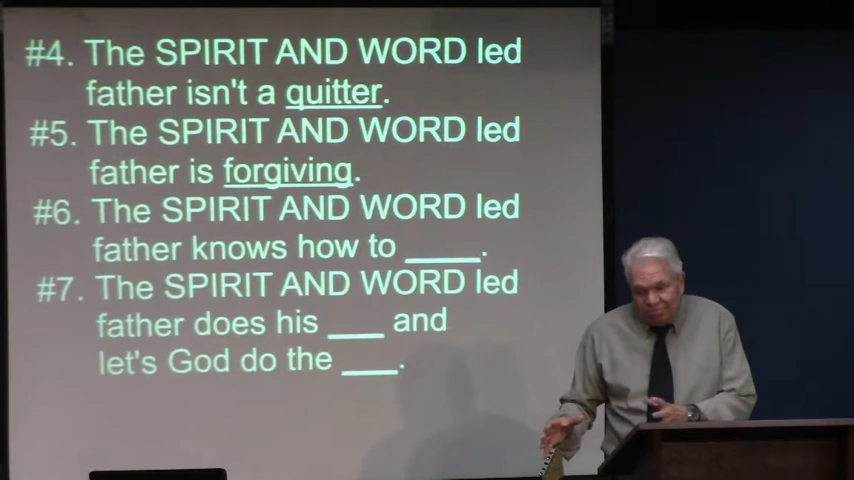 #4. The SPIRIT AND WORD led
father isn't a quitter.
#5. The SPIRIT AND WORD led
father is forgiving.
#6. The SPIRIT AND WORD led
father knows how to _____.
#7. The SPIRIT AND WORD led
father does his ____ and
let's God do the ____.